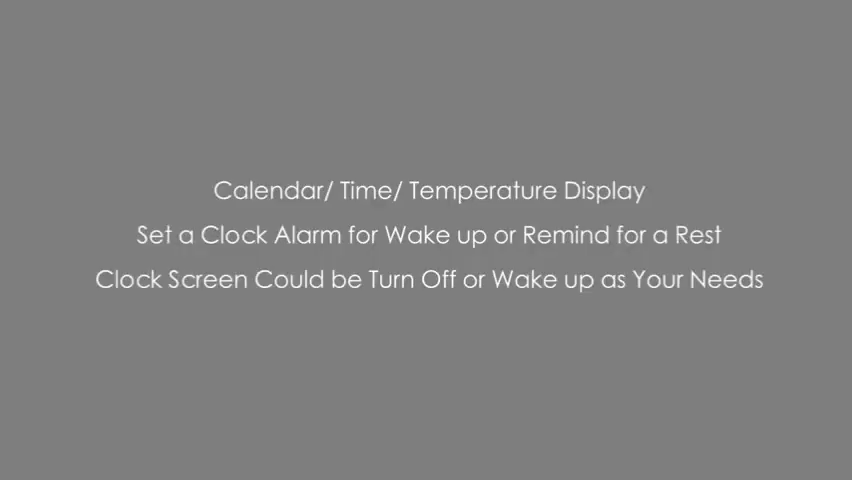 Calendar/ Time/ Temperature Display
Set a Clock Alarm for Wake up or Remind for a Rest
Clock Screen Could be Turn Off or Wake up as Your Needs